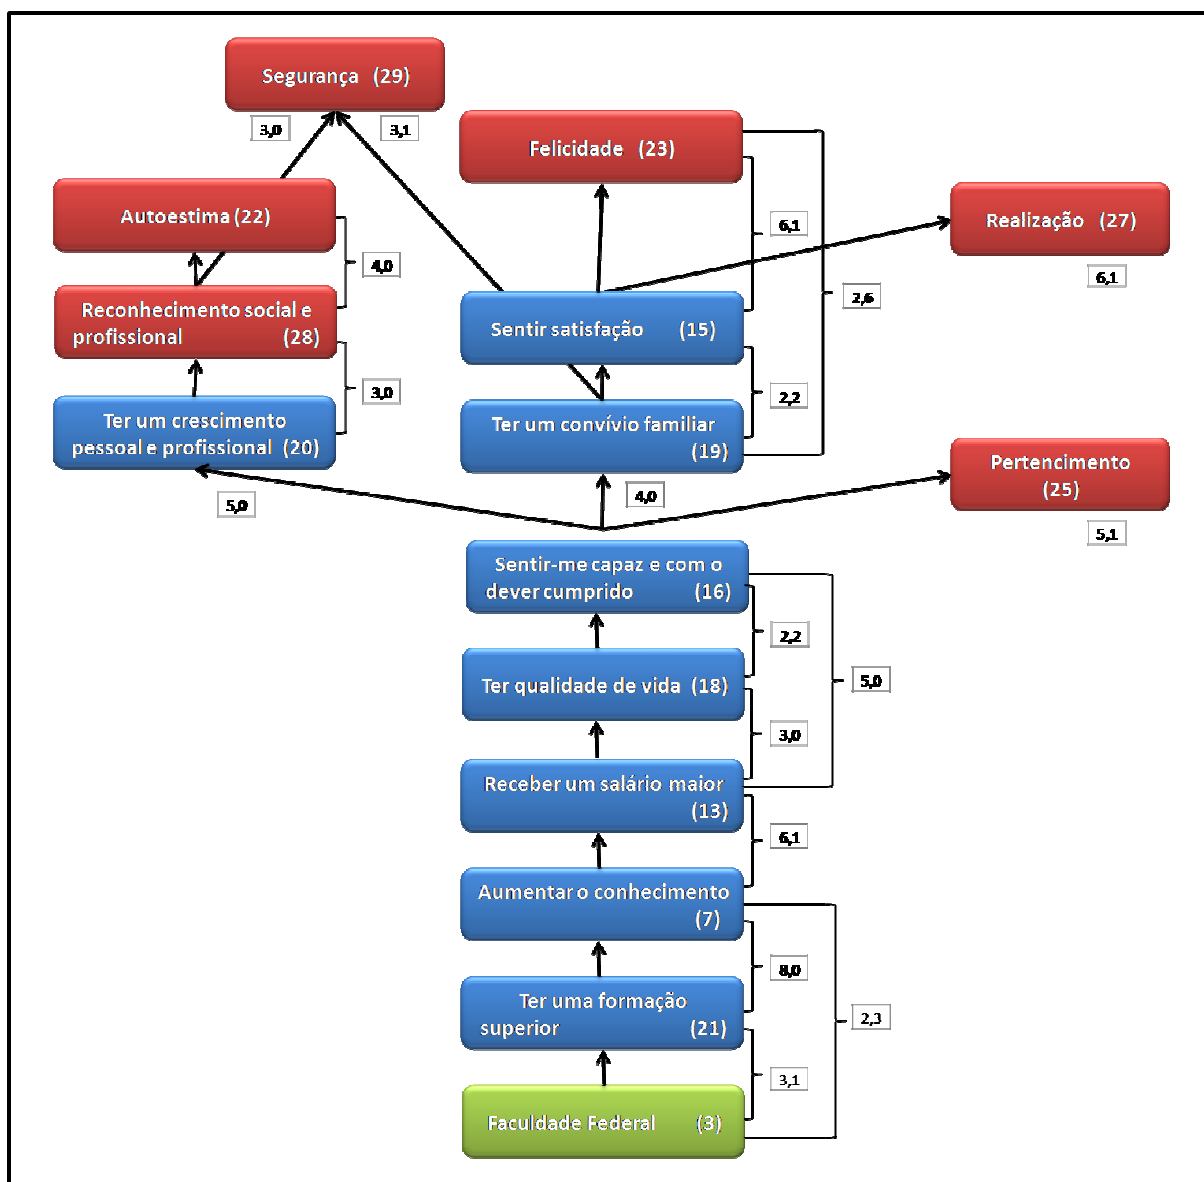 Segurança (29)
3,0
3,1
Felicidade (23)
Autoestima (22)
Realização (27)
6,1
4,0
6,1
2,6
Reconhecimento social e
profissional (28)
Sentir satisfação (15)
3,0
2,2
Ter um crescimento
pessoal e profissional (20)
Ter um convívio familiar
(19)
Pertencimento
(25)
5,0
4,0
5,1
Sentir-me capaz e com o
dever cumprido (16)
2,2
Ter qualidade de vida (18)
5,0
3,0
Receber um salário maior
(13)
6,1
Aumentar o conhecimento
(7)
8,0
Ter uma formação
superior (21)
2,3
3,1
Faculdade Federal (3)